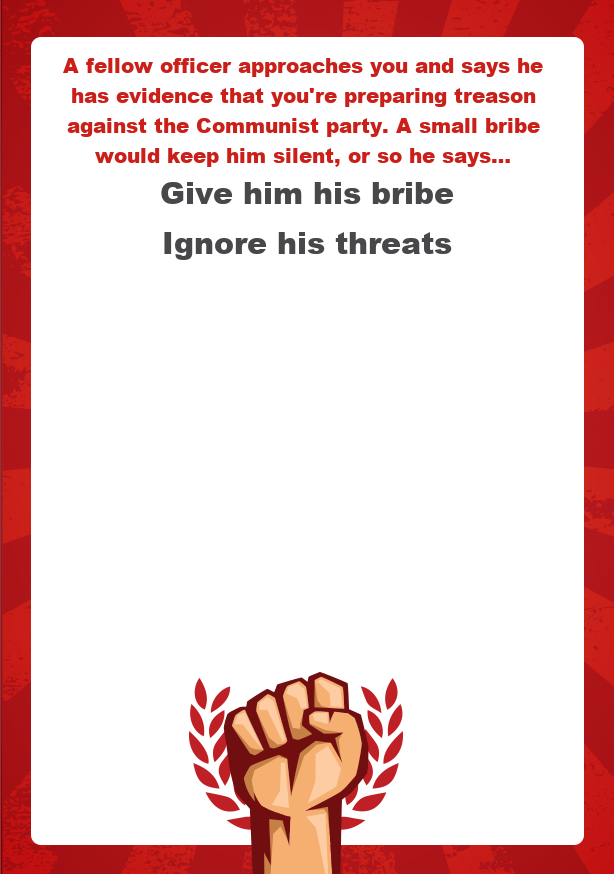 A fellow officer approaches you and says he
has evidence that you're preparing treason
against the Communist party. A small bribe
would keep him silent, or so he says...
Give him his bribe
Ignore his threats